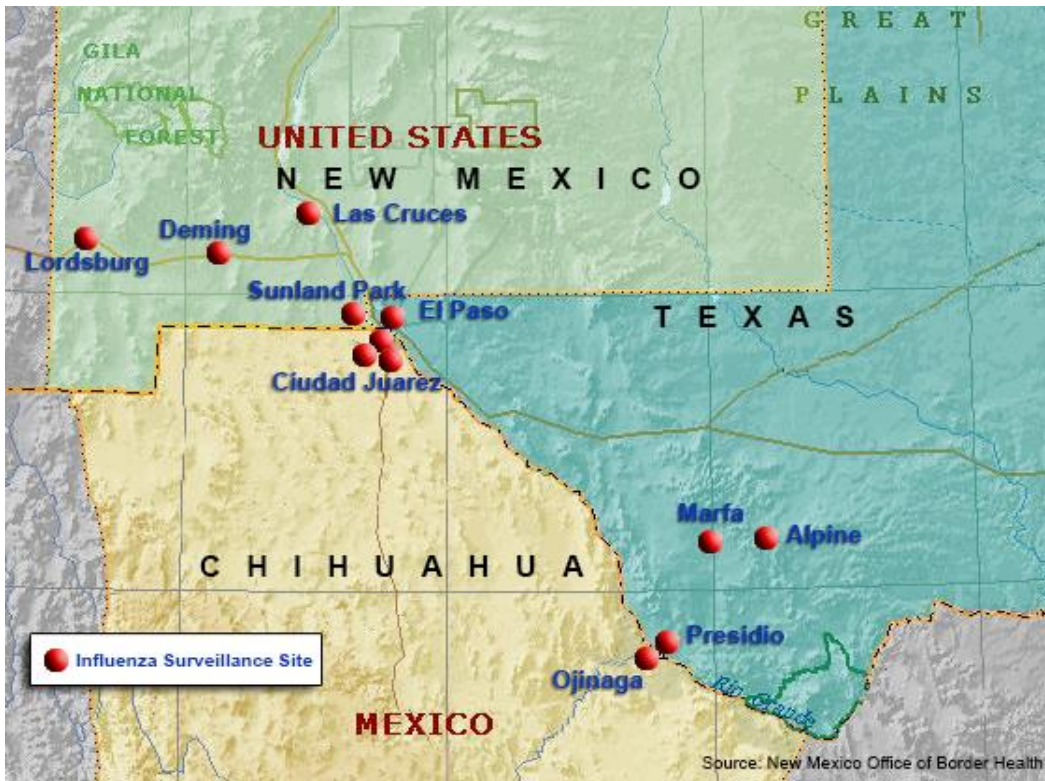 GREAT
PLAINS
GILA
NATIONAL
FOREST
UNITED STATES
NEW MEXICO
Las Cruces
Deming
Lordsburg
Sunland Park
El Paso
TEXAS
Ciudad Juarez
Marfa
Alpine
CHIHUAHUA
Presidio
Influenza Surveillance Site
Ojinaga
Rio Grande
MEXICO
Source: New Mexico Office of Border Health